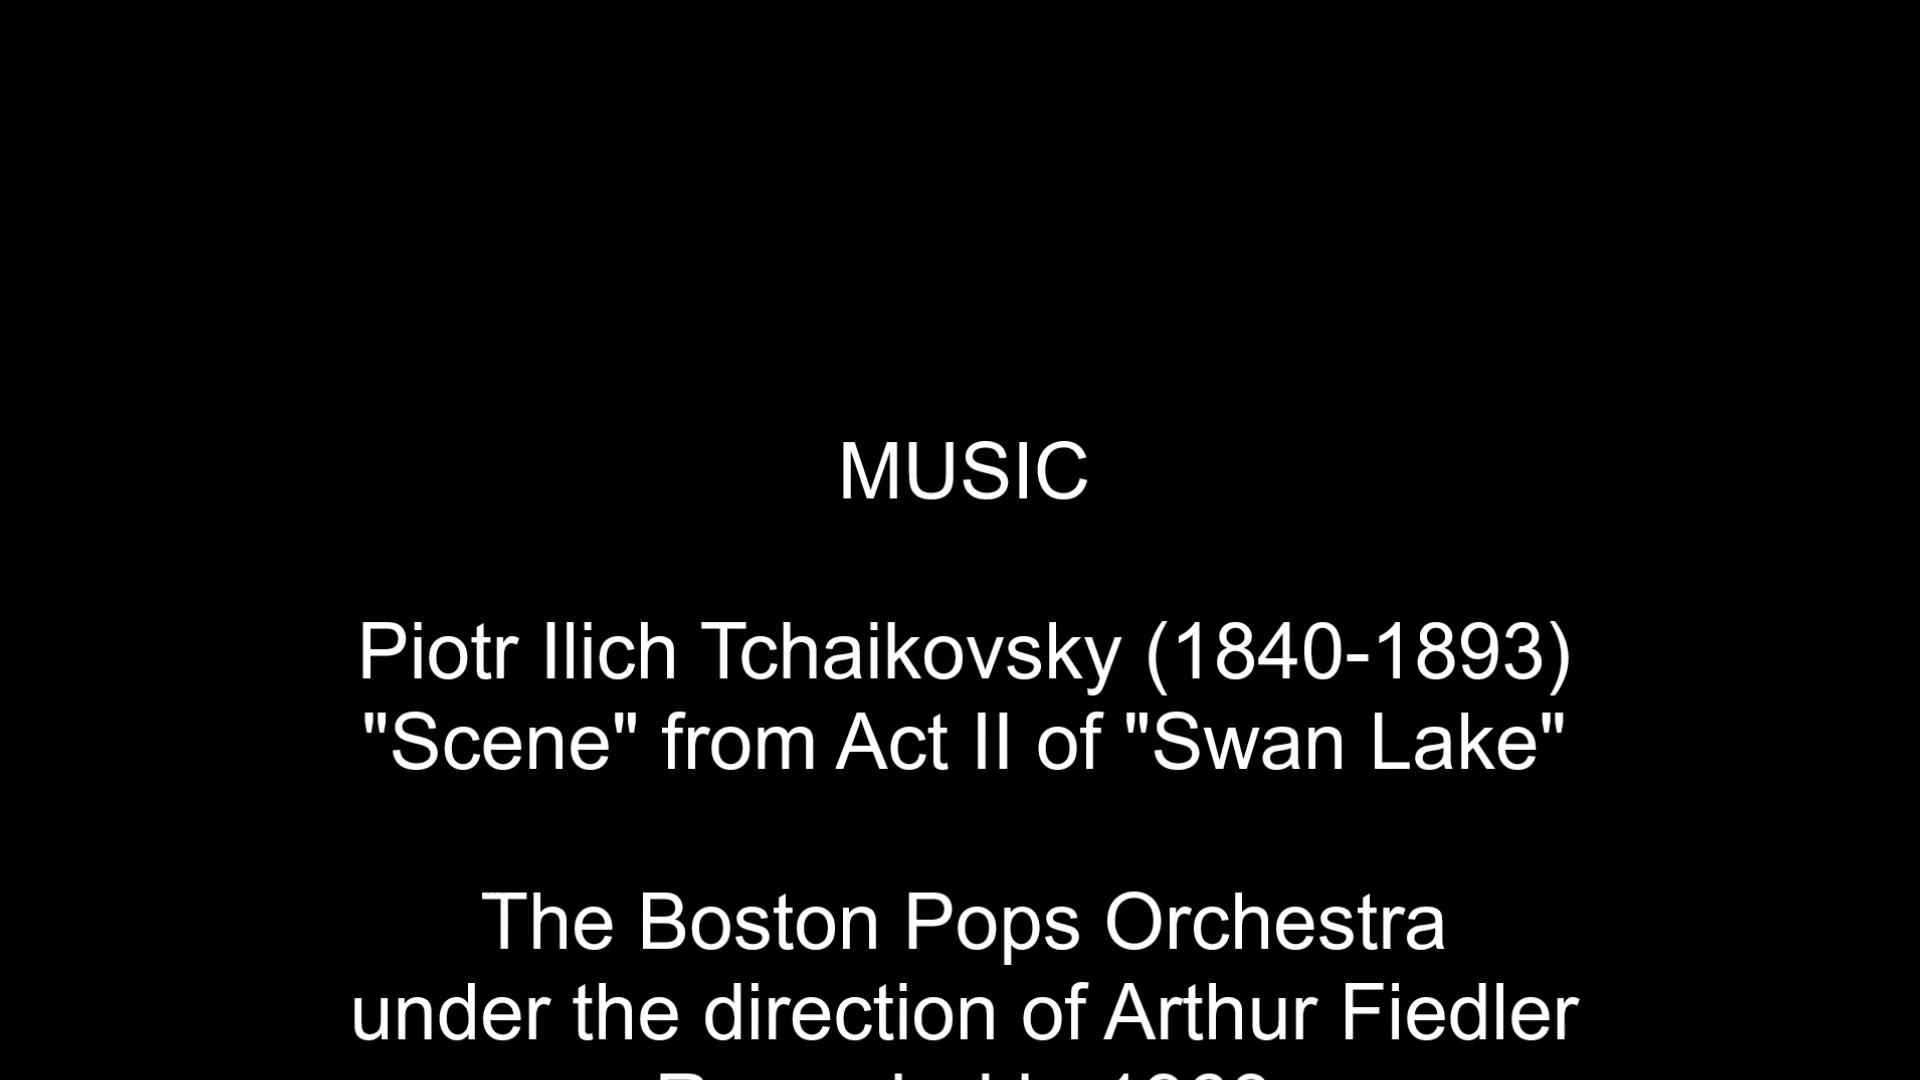 MUSIC
Piotr Ilich Tchaikovsky (1840-1893)
"Scene" from Act II of "Swan Lake"
The Boston Pops Orchestra
under the direction of Arthur Fiedler